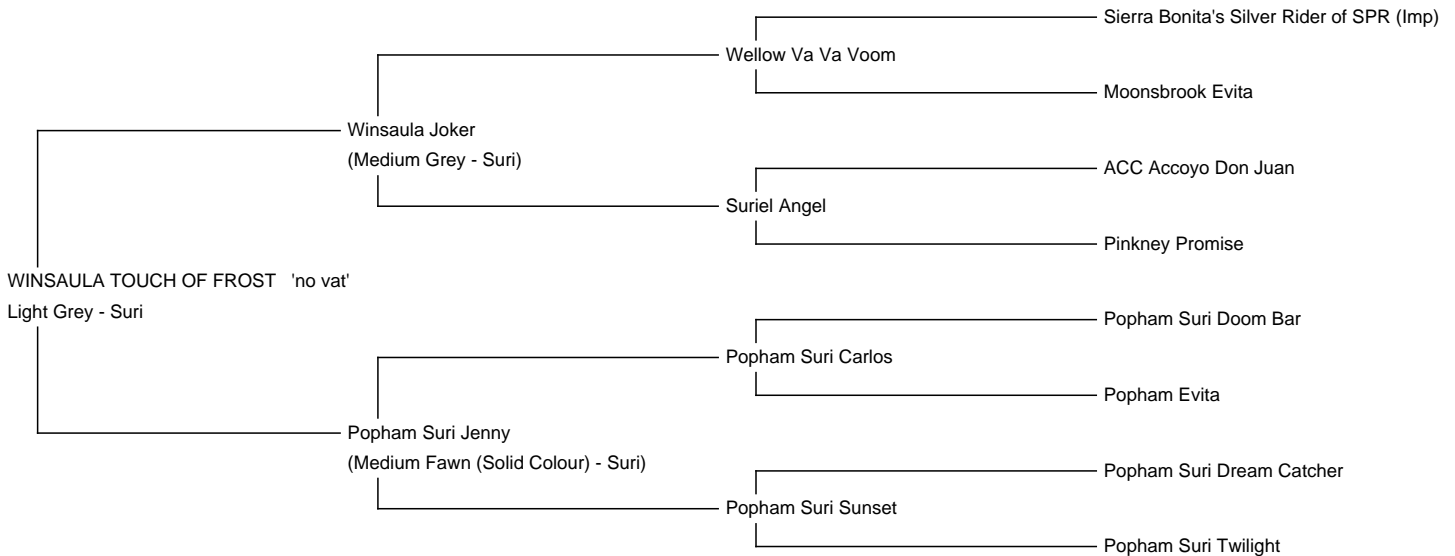 Sierra Bonita's Silver Rider of SPR (Imp)
Wellow Va Va Voom
Moonsbrook Evita
Winsaula Joker
(Medium Grey - Suri)
ACC Accoyo Don Juan
Suriel Angel
Pinkney Promise
WINSAULA TOUCH OF FROST 'no vat'
Light Grey - Suri
Popham Suri Doom Bar
Popham Suri Carlos
Popham Evita
Popham Suri Jenny
(Medium Fawn (Solid Colour) - Suri)
Popham Suri Dream Catcher
Popham Suri Sunset
Popham Suri Twilight